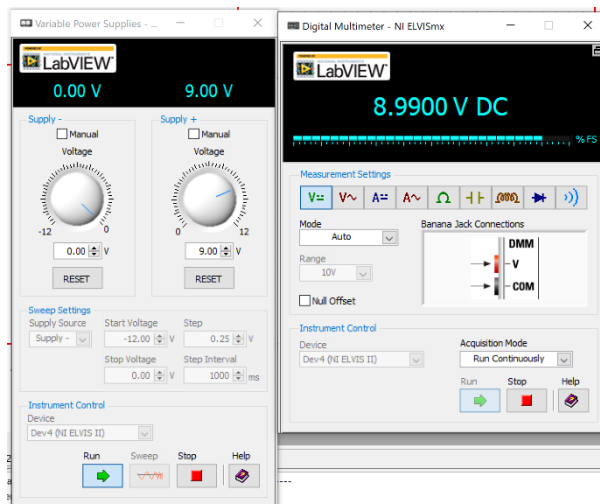 Variable Power Supplies - ...
LabVIEW
0.00 V 9.00 V
Supply - Supply +
Manual Manual
Voltage Voltage
-12 0 0 12
0.00 V 9.00 V
RESET RESET
Sweep Settings
Supply Source Start Voltage Step
Supply - -12.00 V 0.25 V
Stop Voltage Step Interval
0.00 V 1000 ms
Instrument Control
Device
Dev4 (NI ELVIS II)
Run Sweep Stop Help
Digital Multimeter - NI ELVISmx
LabVIEW
8.9900 V DC
% FS
Measurement Settings
V= V~ A= A~ Ω
Mode Banana Jack Connections
Auto
DMM
V
COM
Range
10V
Null Offset
Instrument Control
Device Acquisition Mode
Dev4 (NI ELVIS II) Run Continuously
Run Stop Help